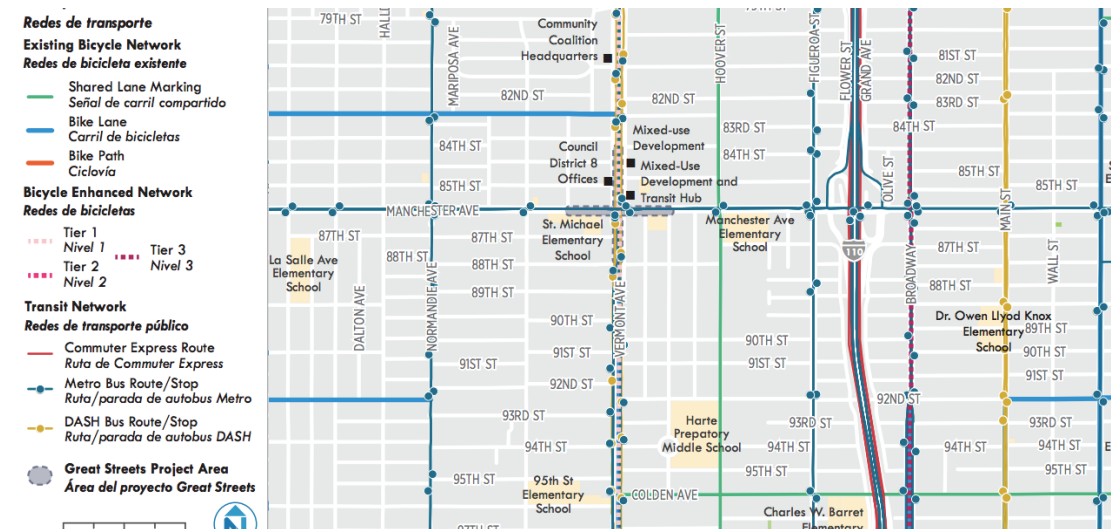 Redes de transporte
Existing Bicycle Network
Redes de bicicleta existente
Shared Lane Marking
Señal de carril compartido
Bike Lane
Carril de bicicletas
Bike Path
Ciclovía
Bicycle Enhanced Network
Redes de bicicletas
Tier 1
Nivel 1
Tier 3
Nivel 3
Tier 2
Nivel 2
Transit Network
Redes de transporte público
Commuter Express Route
Ruta de Commuter Express
Metro Bus Route/Stop
Ruta/parada de autobus Metro
DASH Bus Route/Stop
Ruta/parada de autobus DASH
Great Streets Project Area
Área del proyecto Great Streets
N
79TH ST
MARIPOSA AVE
Community
Coalition
Headquarters
HOOVER ST
79TH ST
FIGUEROA ST
FLOWER ST
GRAND AVE
81ST ST
82ND ST
83RD ST
82ND ST
82ND ST
83RD ST
84TH ST
84TH ST
Mixed-use
Development
84TH ST
Council
District 8
Offices
Mixed-Use
Development and
Transit Hub
85TH ST
85TH ST
OLIVE ST
85TH ST
85TH ST
MANCHESTER AVE
MAIN ST
St. Michael
Elementary
School
Manchester Ave
Elementary
School
87TH ST
87TH ST
87TH ST
110
La Salle Ave
Elementary
School
88TH ST
88TH ST
88TH ST
WALL ST
89TH ST
DALTON AVE
NORMANDIE AVE
VERMONT AVE
BROADWAY
Dr. Owen Llyod Knox
Elementary
School
89TH ST
90TH ST
90TH ST
90TH ST
91ST ST
91ST ST
91ST ST
91ST ST
92ND ST
92ND ST
93RD ST
93RD ST
93RD ST
Harte
Preparatory
Middle School
94TH ST
94TH ST
94TH ST
94TH ST
95TH ST
95TH ST
95TH ST
95th St
Elementary
School
COLDEN AVE
Charles W. Barret
Elementary
97TH ST